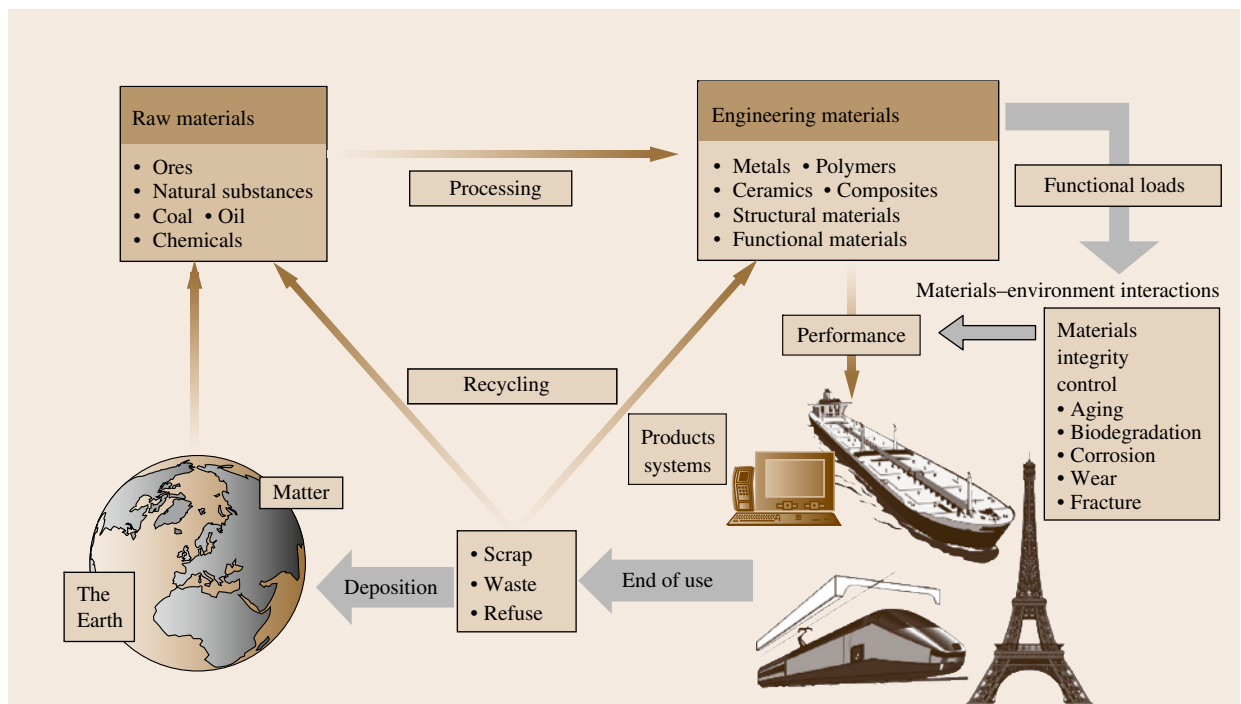 Raw materials
• Ores
• Natural substances
• Coal • Oil
• Chemicals
Processing
Engineering materials
• Metals • Polymers
• Ceramics • Composites
• Structural materials
• Functional materials
Functional loads
Materials–environment interactions
Materials
integrity
control
• Aging
• Biodegradation
• Corrosion
• Wear
• Fracture
Performance
Recycling
Products
systems
Matter
The
Earth
Deposition
• Scrap
• Waste
• Refuse
End of use